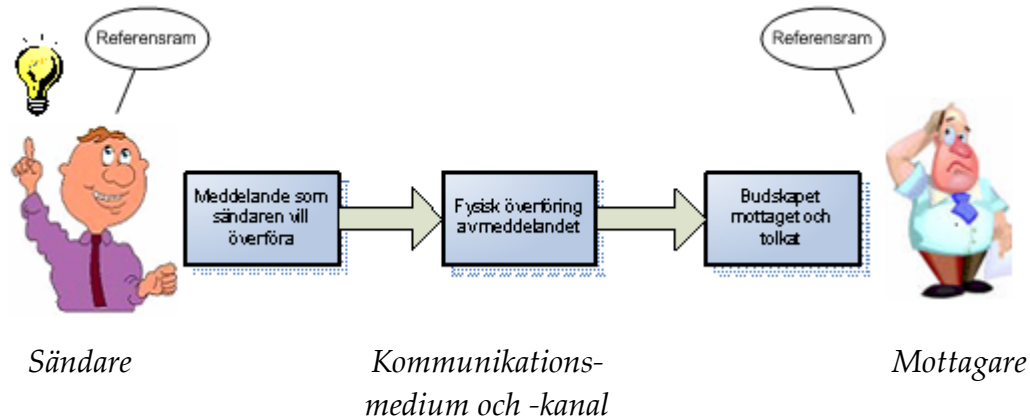 Referensram
Referensram
Meddelande som
sändaren vill
överföra
Fysisk överföring
av meddelandet
Budskapet
mottaget och
tolkat
Sändare
Kommunikations-
medium och -kanal
Mottagare